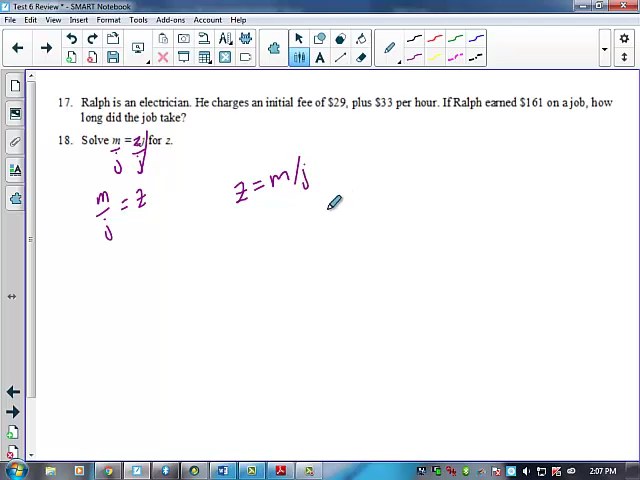 Test 6 Review * - SMART Notebook
File Edit View Insert Format Tools Add-ons Account Help
17. Ralph is an electrician. He charges an initial fee of $29, plus $33 per hour. If Ralph earned $161 on a job, how
long did the job take?
18. Solve m = zj for z.
j j
m/j = z
z = m/j
2:07 PM